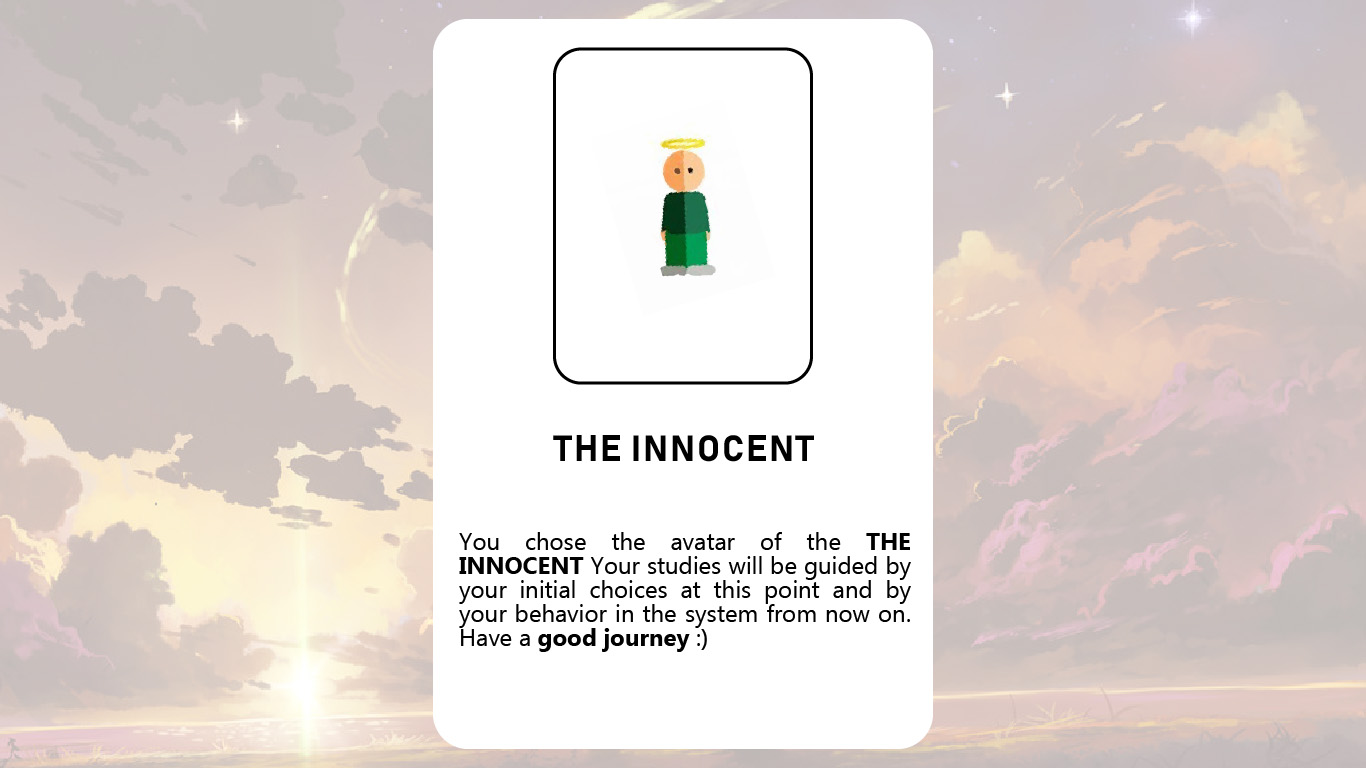 THE INNOCENT
You chose the avatar of the THE
INNOCENT Your studies will be guided by
your initial choices at this point and by
your behavior in the system from now on.
Have a good journey :)